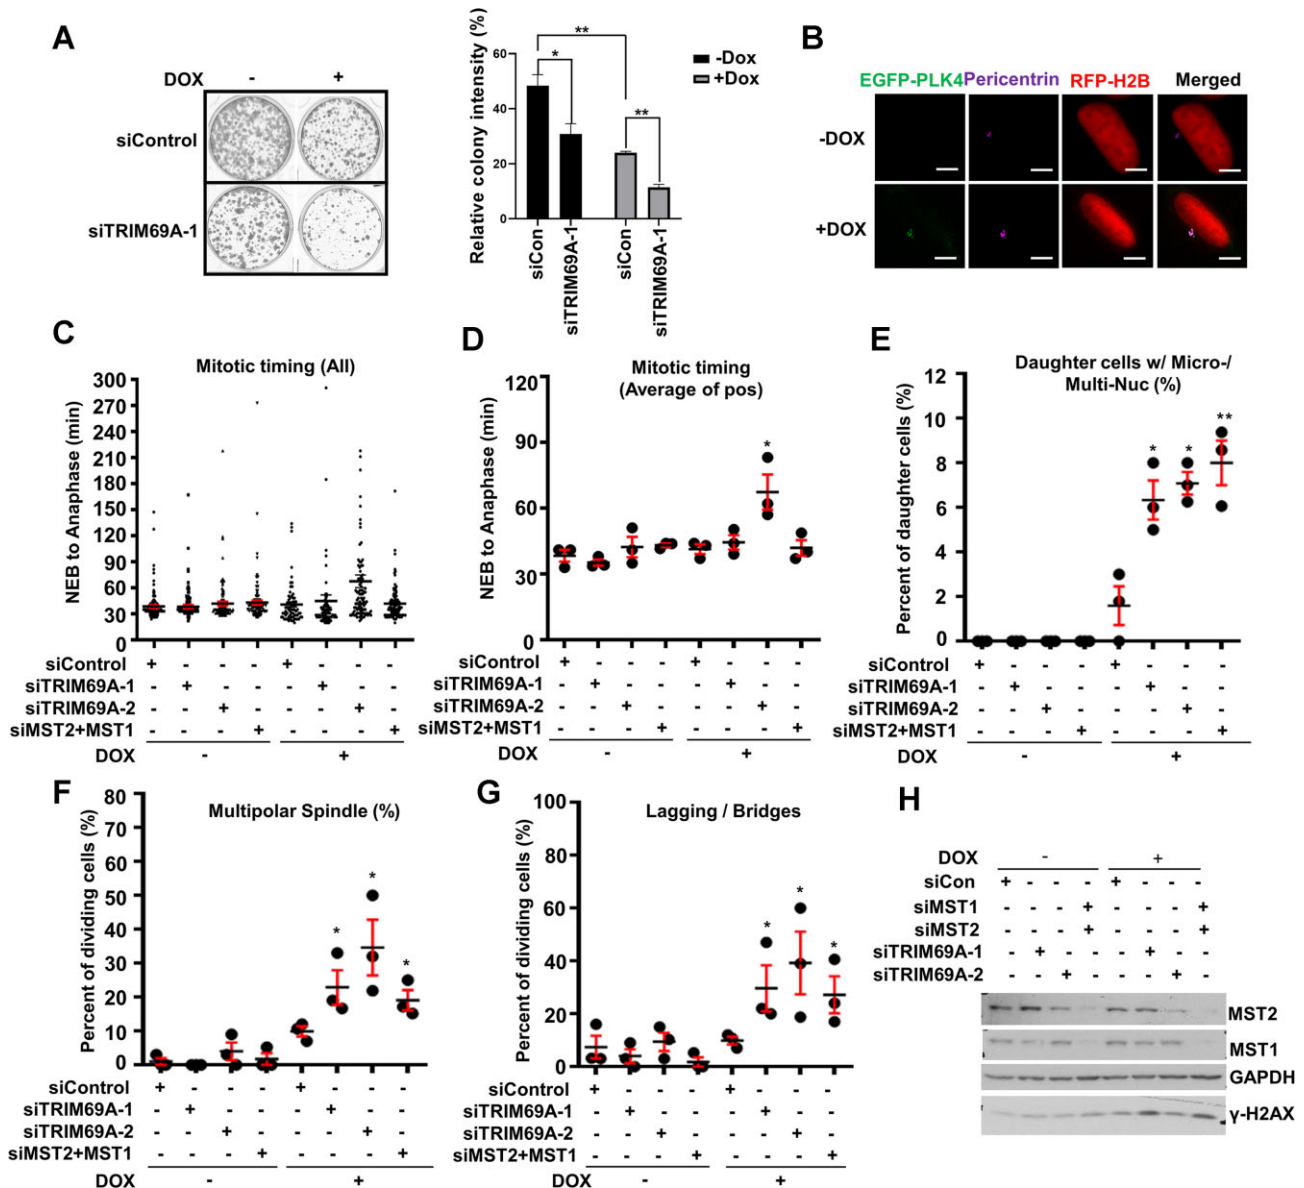 A
DOX - +
siControl
siTRIM69A-1
Relative colony intensity (%)
60
40
20
0
** * **
-Dox
+Dox
siCon
siTRIM69A-1
siCon
siTRIM69A-1
B
EGFP-PLK4 Pericentrin RFP-H2B Merged
-DOX
+DOX
C
Mitotic timing (All)
NEB to Anaphase (min)
300
270
240
210
180
150
120
90
60
30
0
siControl + - - - + - - -
siTRIM69A-1 - + - - - + - -
siTRIM69A-2 - - + - - - + -
siMST2+MST1 - - - + - - - +
DOX - +
D
Mitotic timing
(Average of pos)
NEB to Anaphase (min)
120
90
60
30
0
*
siControl + - - - + - - -
siTRIM69A-1 - + - - - + - -
siTRIM69A-2 - - + - - - + -
siMST2+MST1 - - - + - - - +
DOX - +
E
Daughter cells w/ Micro-/
Multi-Nuc (%)
Percent of daughter cells (%)
12
10
8
6
4
2
0
* * **
siControl + - - - + - - -
siTRIM69A-1 - + - - - + - -
siTRIM69A-2 - - + - - - + -
siMST2+MST1 - - - + - - - +
DOX - +
F
Multipolar Spindle (%)
Percent of dividing cells (%)
80
70
60
50
40
30
20
10
0
* * *
siControl + - - - + - - -
siTRIM69A-1 - + - - - + - -
siTRIM69A-2 - - + - - - + -
siMST2+MST1 - - - + - - - +
DOX - +
G
Lagging / Bridges
Percent of dividing cells (%)
100
80
60
40
20
0
* * *
siControl + - - - + - - -
siTRIM69A-1 - + - - - + - -
siTRIM69A-2 - - + - - - + -
siMST2+MST1 - - - + - - - +
DOX - +
H
DOX - +
siCon + - - - + - - -
siMST1 - - - + - - - +
siMST2 - - - + - - - +
siTRIM69A-1 - + - - - + - -
siTRIM69A-2 - - + - - - + -
MST2
MST1
GAPDH
γ-H2AX